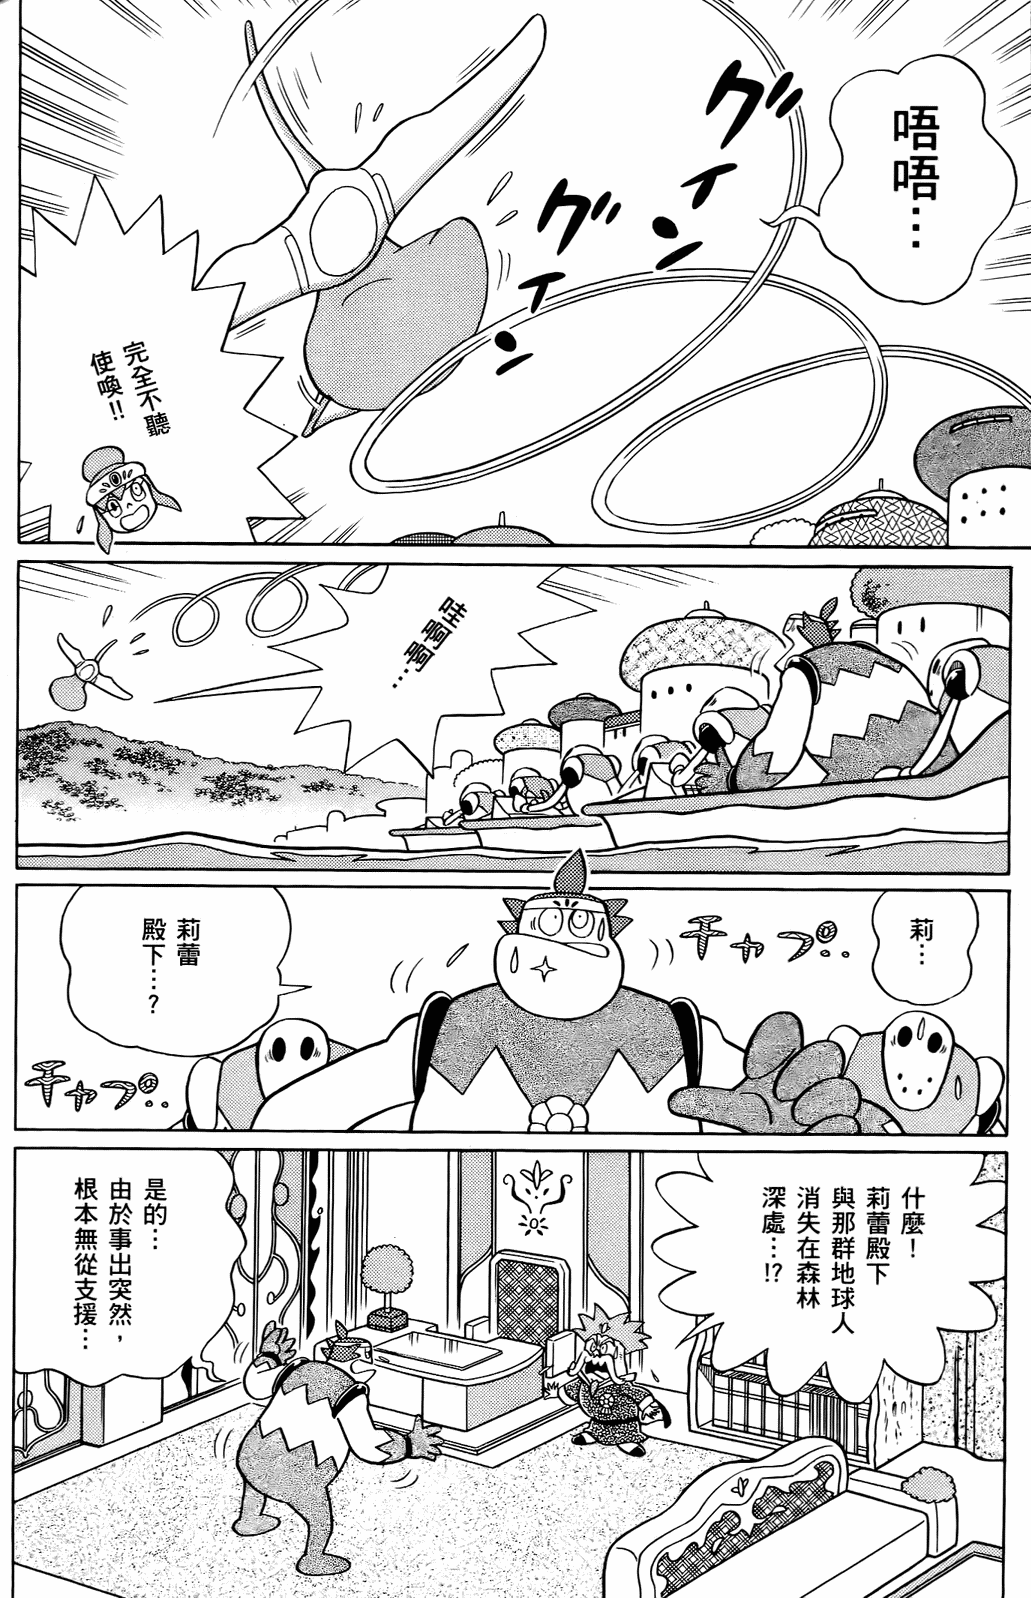 唔唔…
グイン
グイン
完全不聽
使喚!!
哇啊啊…
莉…
チャプ…
莉蕾
殿下…?
チャプ…
什麼!
莉蕾殿下
與那群地球人
消失在森林
深處…!?
是的…
由於事出突然,
根本無從支援…